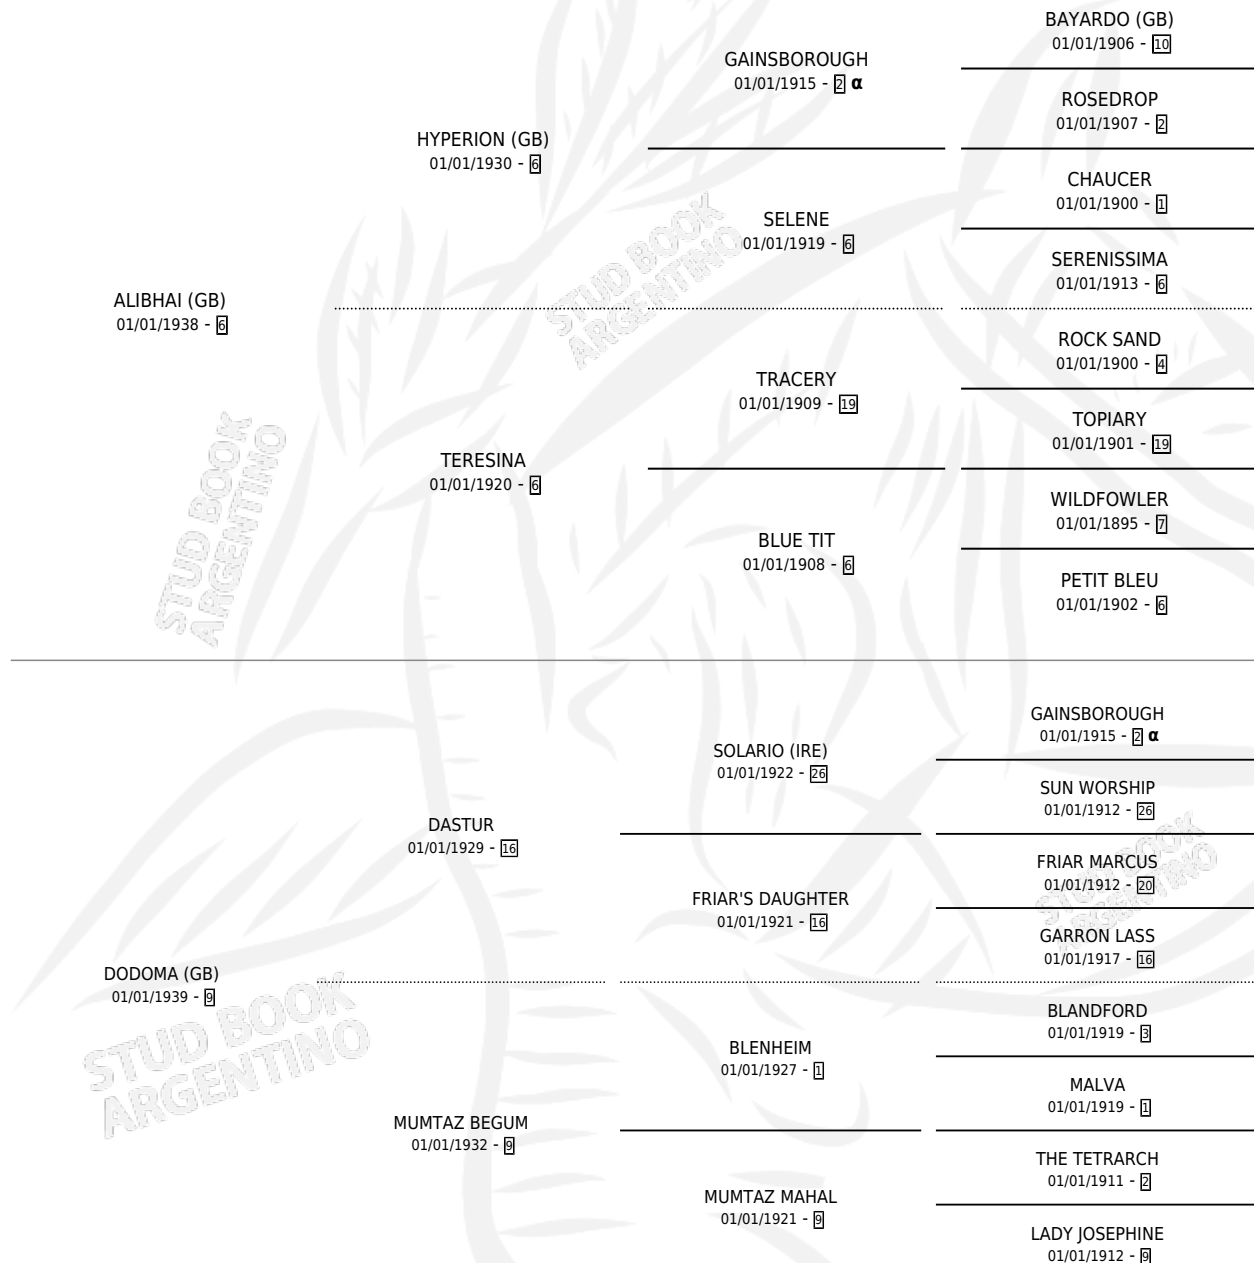 BAYARDO (GB)
01/01/1906 - 10
GAINSBOROUGH
01/01/1915 - 2 α
ROSEDROP
01/01/1907 - 2
HYPERION (GB)
01/01/1930 - 6
CHAUCER
01/01/1900 - 1
SELENE
01/01/1919 - 6
SERENISSIMA
01/01/1913 - 6
ALIBHAI (GB)
01/01/1938 - 6
ROCK SAND
01/01/1900 - 4
TRACERY
01/01/1909 - 19
TOPIARY
01/01/1901 - 19
TERESINA
01/01/1920 - 6
WILDFOWLER
01/01/1895 - 7
BLUE TIT
01/01/1908 - 6
PETIT BLEU
01/01/1902 - 6
GAINSBOROUGH
01/01/1915 - 2 α
SOLARIO (IRE)
01/01/1922 - 26
SUN WORSHIP
01/01/1912 - 26
DASTUR
01/01/1929 - 16
FRIAR MARCUS
01/01/1912 - 20
FRIAR'S DAUGHTER
01/01/1921 - 16
GARRON LASS
01/01/1917 - 16
DODOMA (GB)
01/01/1939 - 9
BLANDFORD
01/01/1919 - 3
BLENHEIM
01/01/1927 - 1
MALVA
01/01/1919 - 1
MUMTAZ BEGUM
01/01/1932 - 9
THE TETRARCH
01/01/1911 - 2
MUMTAZ MAHAL
01/01/1921 - 9
LADY JOSEPHINE
01/01/1912 - 9
STUD BOOK
ARGENTINO
STUD BOOK
ARGENTINO
STUD BOOK
ARGENTINO
STUD BOOK
ARGENTINO